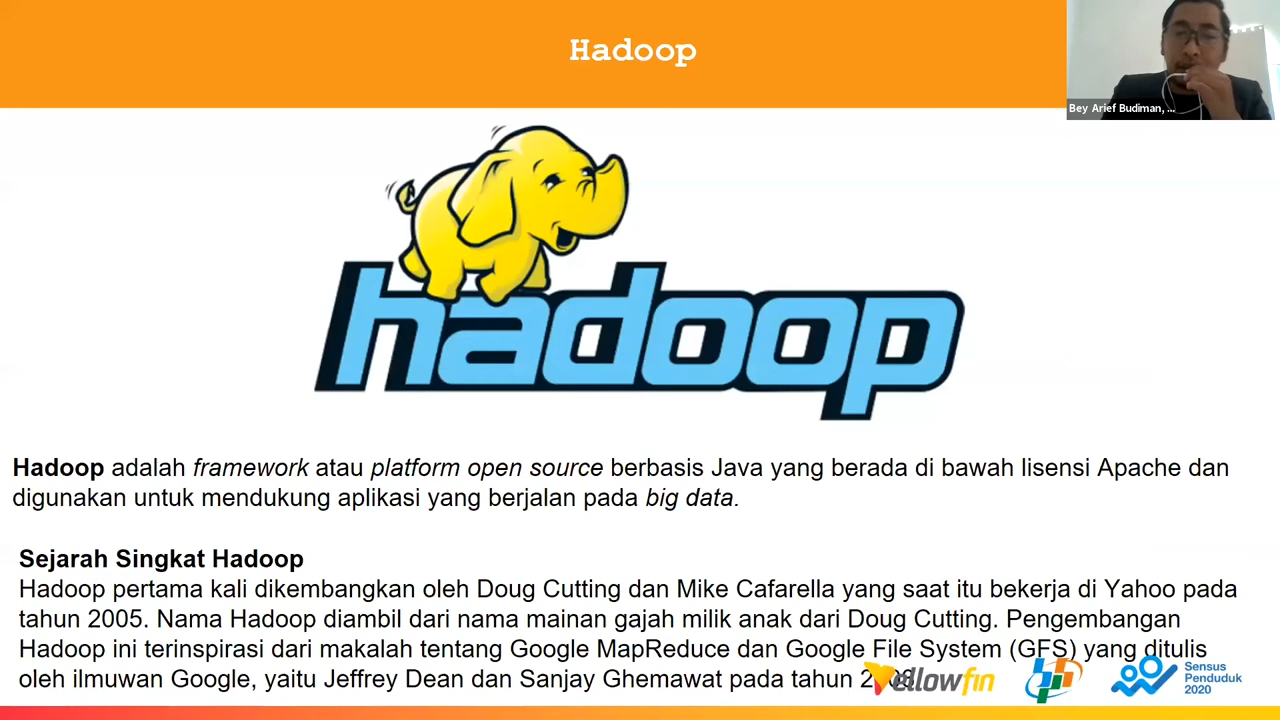 Hadoop
Bey Arief Budiman, ...
hadoop
Hadoop adalah framework atau platform open source berbasis Java yang berada di bawah lisensi Apache dan
digunakan untuk mendukung aplikasi yang berjalan pada big data.
Sejarah Singkat Hadoop
Hadoop pertama kali dikembangkan oleh Doug Cutting dan Mike Cafarella yang saat itu bekerja di Yahoo pada
tahun 2005. Nama Hadoop diambil dari nama mainan gajah milik anak dari Doug Cutting. Pengembangan
Hadoop ini terinspirasi dari makalah tentang Google MapReduce dan Google File System (GFS) yang ditulis
oleh ilmuwan Google, yaitu Jeffrey Dean dan Sanjay Ghemawat pada tahun
Yellowfin
Sensus
Penduduk
2020